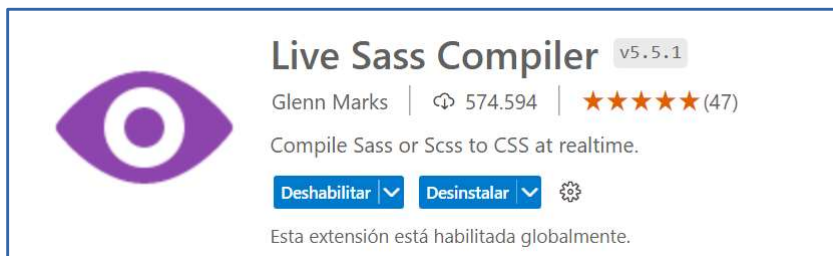 Live Sass Compiler v5.5.1
Glenn Marks 574.594 (47)
Compile Sass or Scss to CSS at realtime.
Deshabilitar Desinstalar
Esta extensión está habilitada globalmente.